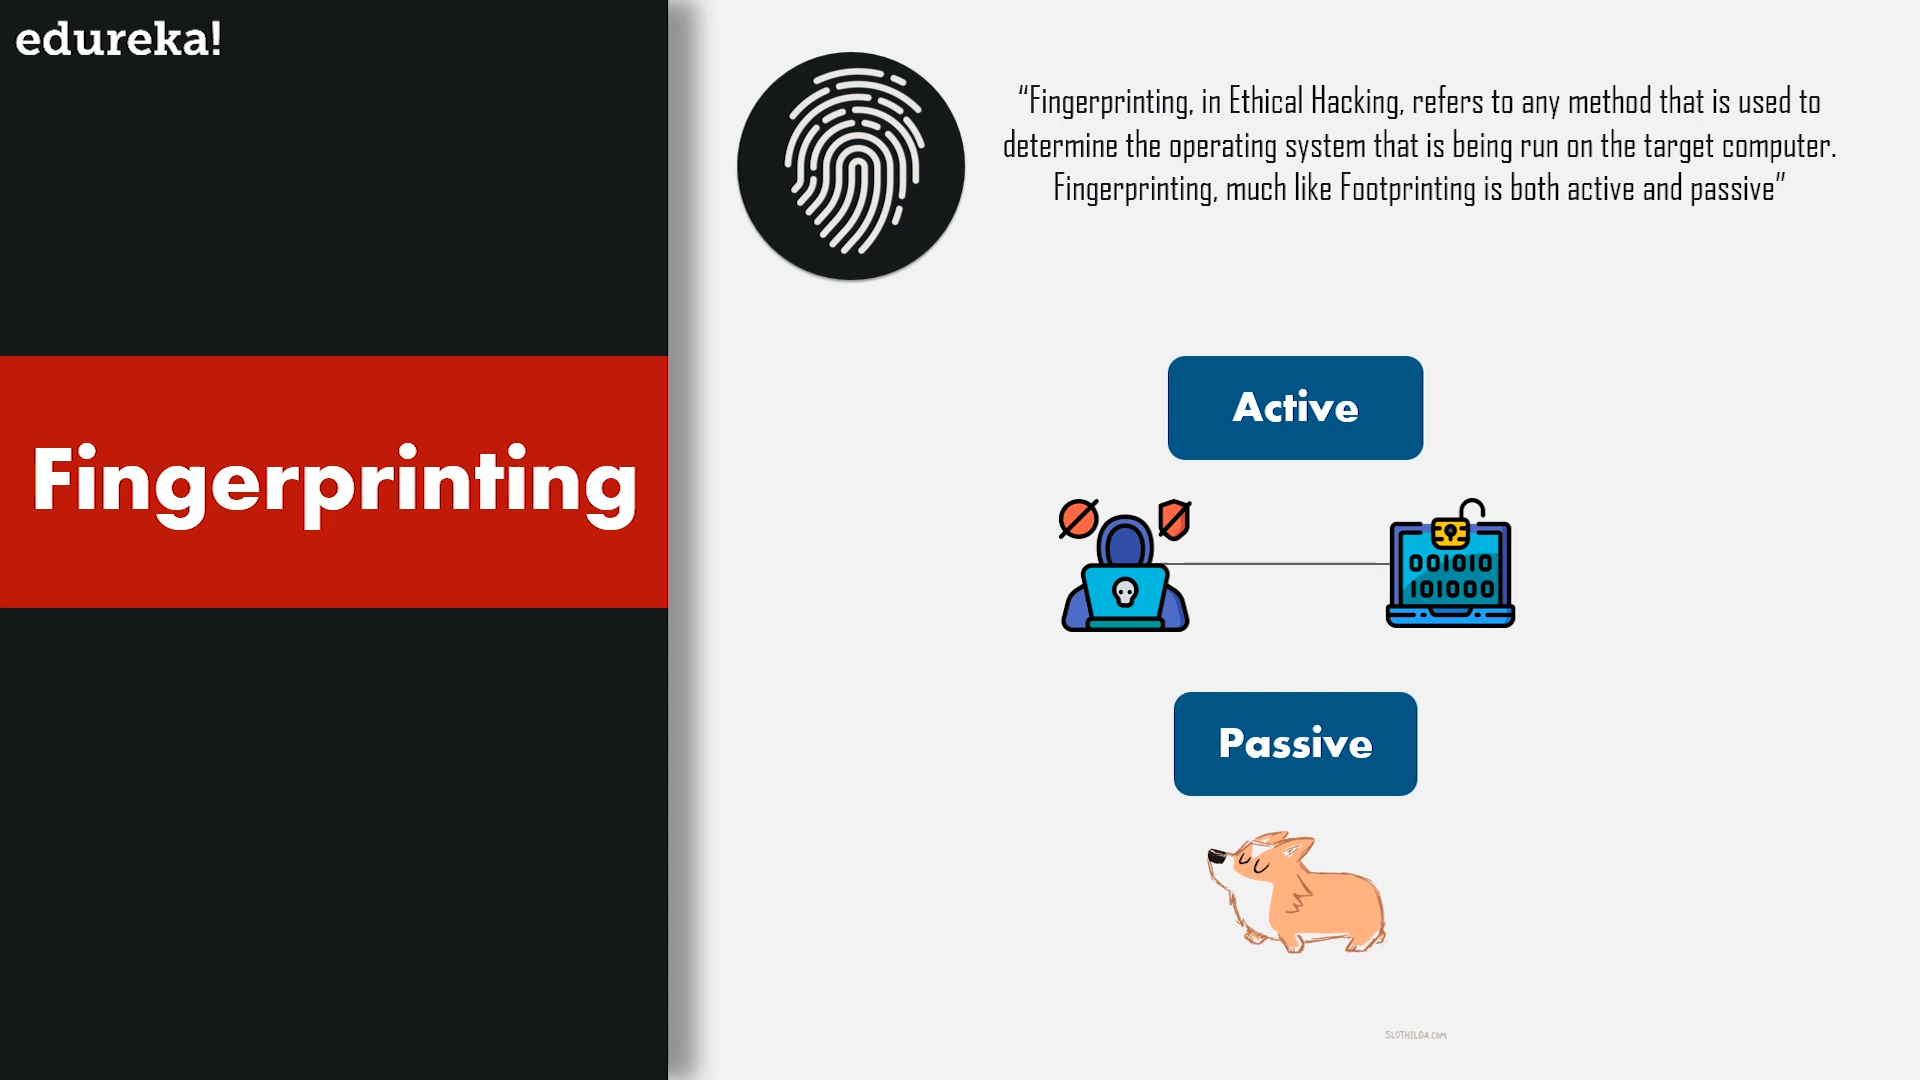 edureka!
Fingerprinting
“Fingerprinting, in Ethical Hacking, refers to any method that is used to
determine the operating system that is being run on the target computer.
Fingerprinting, much like Footprinting is both active and passive”
Active
001010
101000
Passive
SLOTHILDA.COM